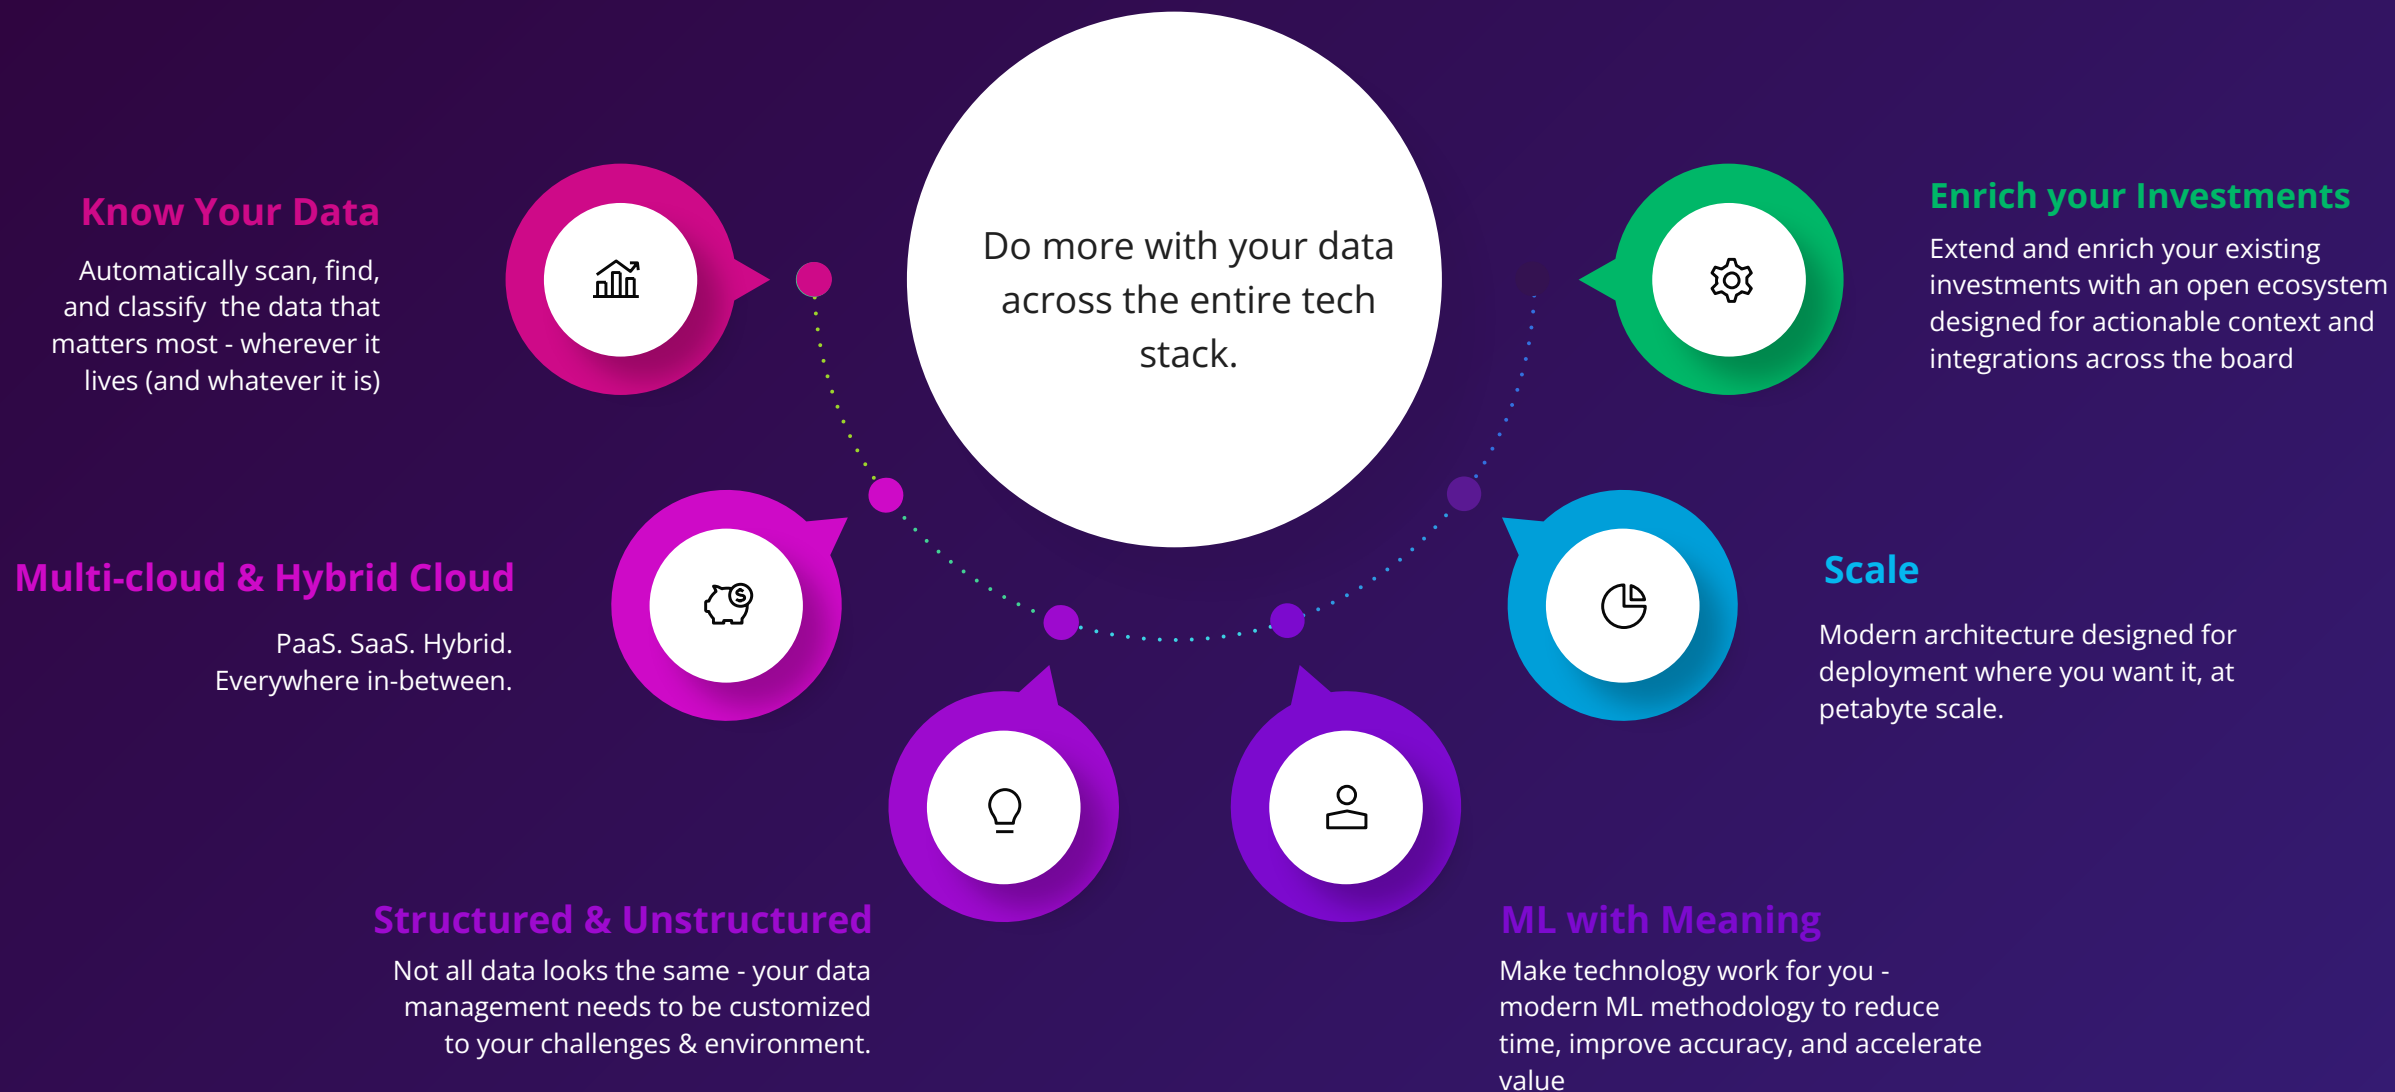 Do more with your data
across the entire tech
stack.
Know Your Data
Automatically scan, find,
and classify  the data that
matters most - wherever it
lives (and whatever it is)
Multi-cloud & Hybrid Cloud
PaaS. SaaS. Hybrid.
Everywhere in-between.
Structured & Unstructured
Not all data looks the same - your data
management needs to be customized
to your challenges & environment.
ML with Meaning
Make technology work for you -
modern ML methodology to reduce
time, improve accuracy, and accelerate
value
Scale
Modern architecture designed for
deployment where you want it, at
petabyte scale.
Enrich your Investments
Extend and enrich your existing
investments with an open ecosystem
designed for actionable context and
integrations across the board
$